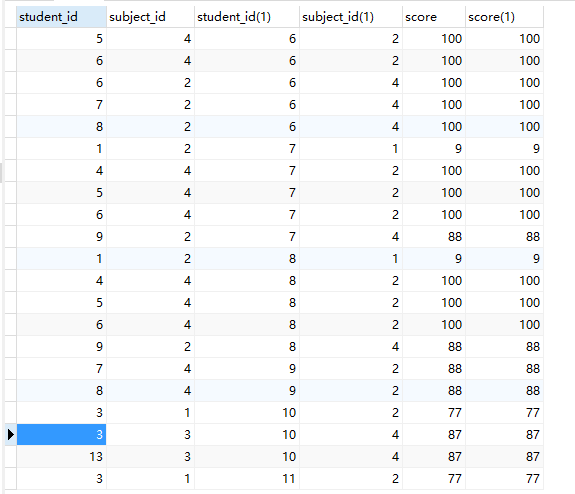 student_id subject_id student_id(1) subject_id(1) score score(1)
5 4 6 2 100 100
6 4 6 2 100 100
6 2 6 4 100 100
7 2 6 4 100 100
8 2 6 4 100 100
1 2 7 1 9 9
4 4 7 2 100 100
5 4 7 2 100 100
6 4 7 2 100 100
9 2 7 4 88 88
1 2 8 1 9 9
4 4 8 2 100 100
5 4 8 2 100 100
6 4 8 2 100 100
9 2 8 4 88 88
7 4 9 2 88 88
8 4 9 2 88 88
3 1 10 2 77 77
3 3 10 4 87 87
13 3 10 4 87 87
3 1 11 2 77 77